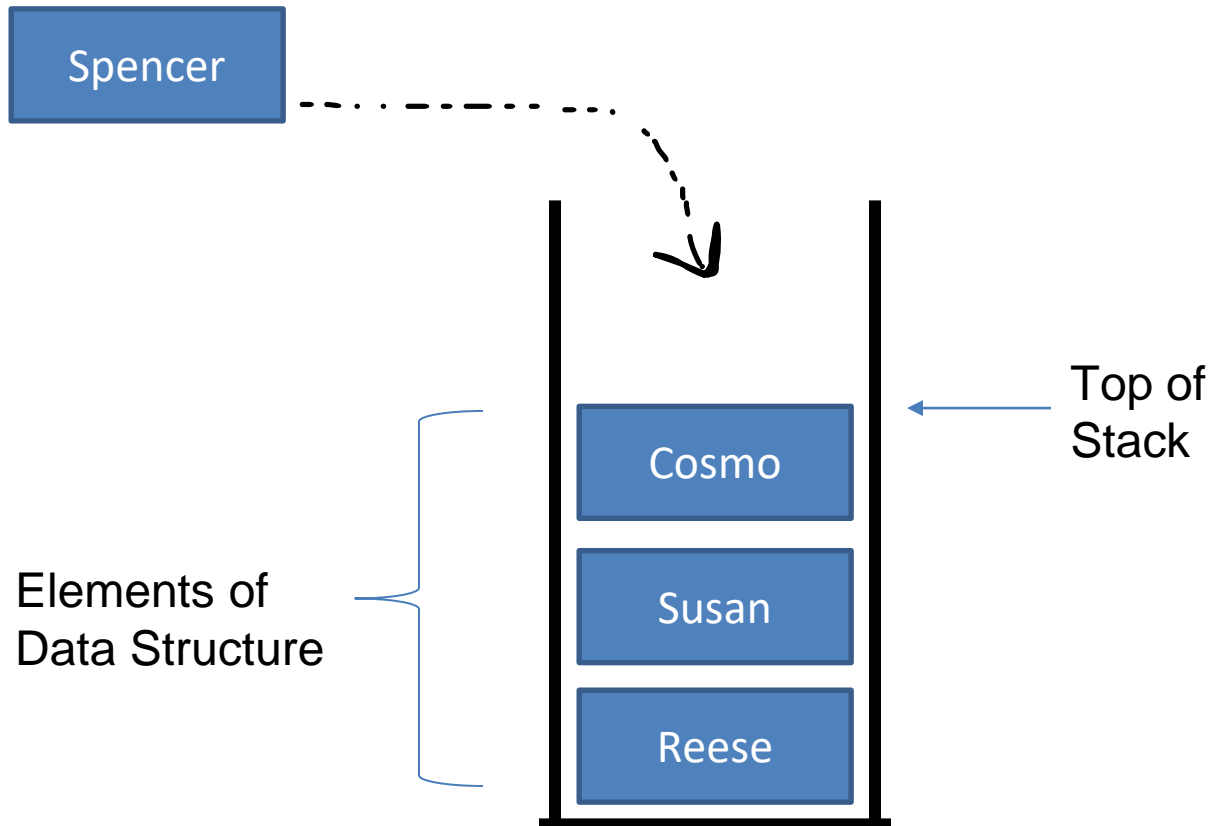 Spencer
Top of
Stack
Cosmo
Elements of
Data Structure
Susan
Reese